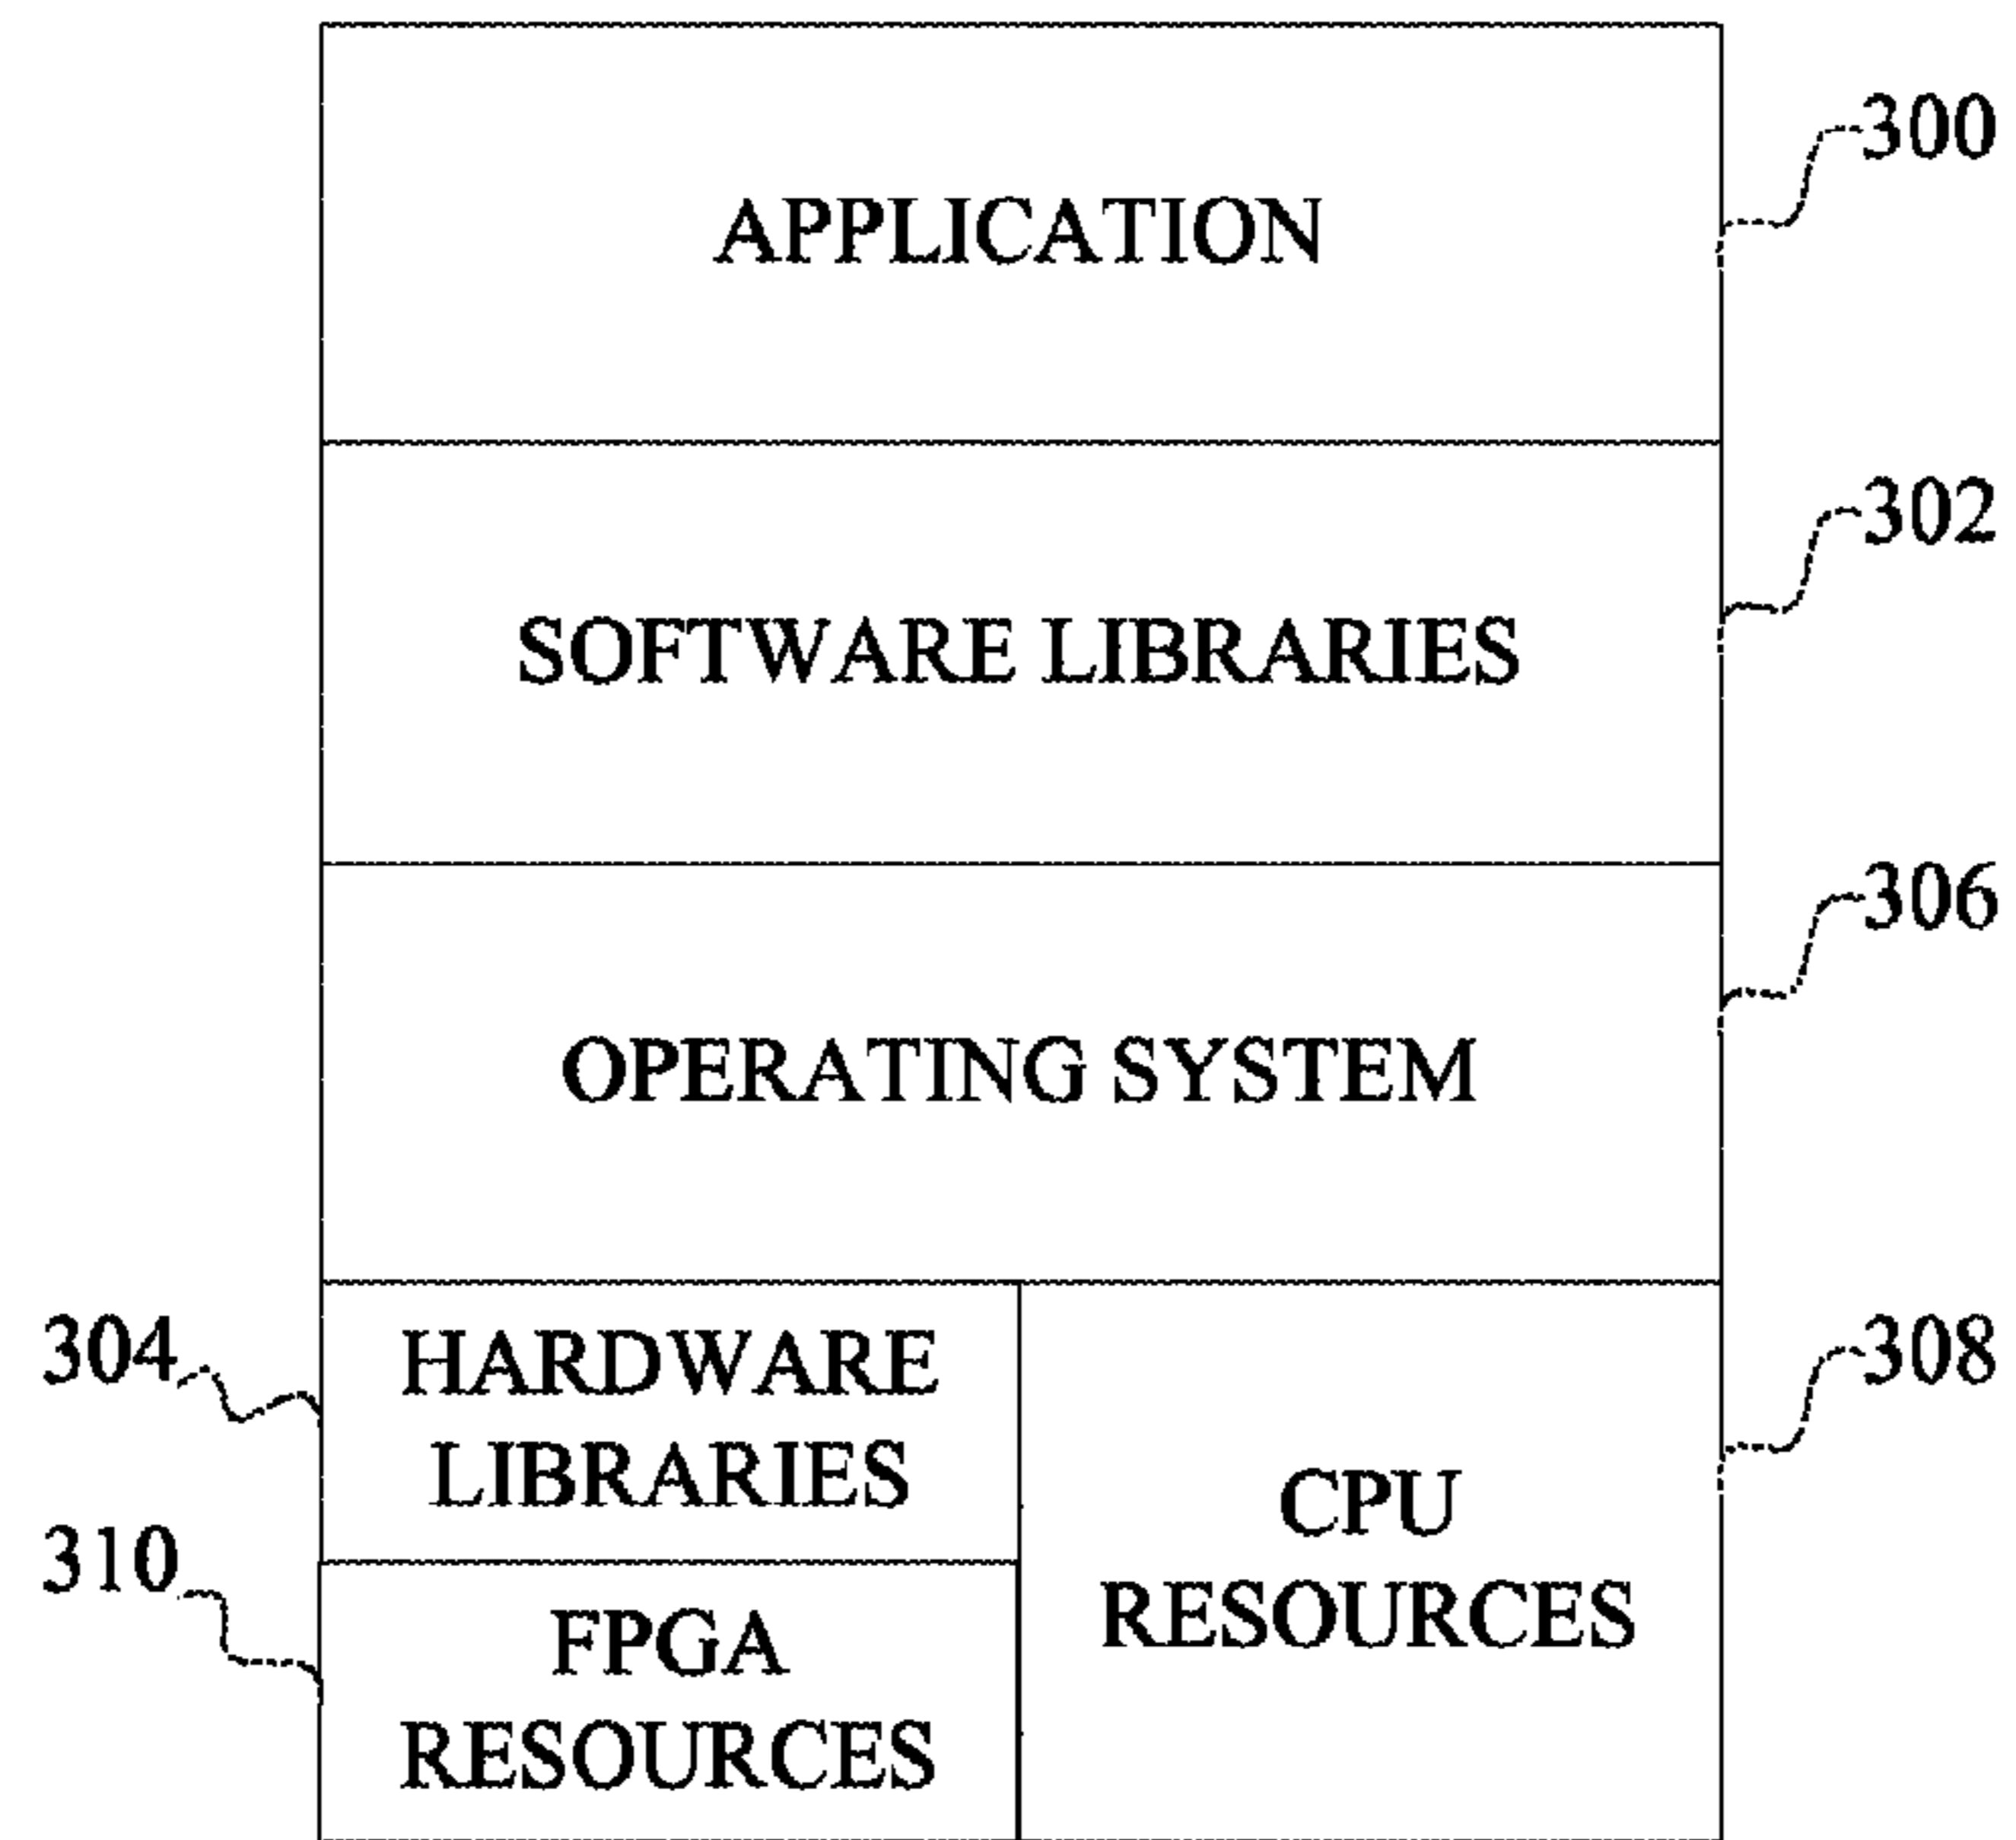 300
APPLICATION
302
SOFTWARE LIBRARIES
306
OPERATING SYSTEM
304
HARDWARE
LIBRARIES
308
CPU
RESOURCES
310
FPGA
RESOURCES